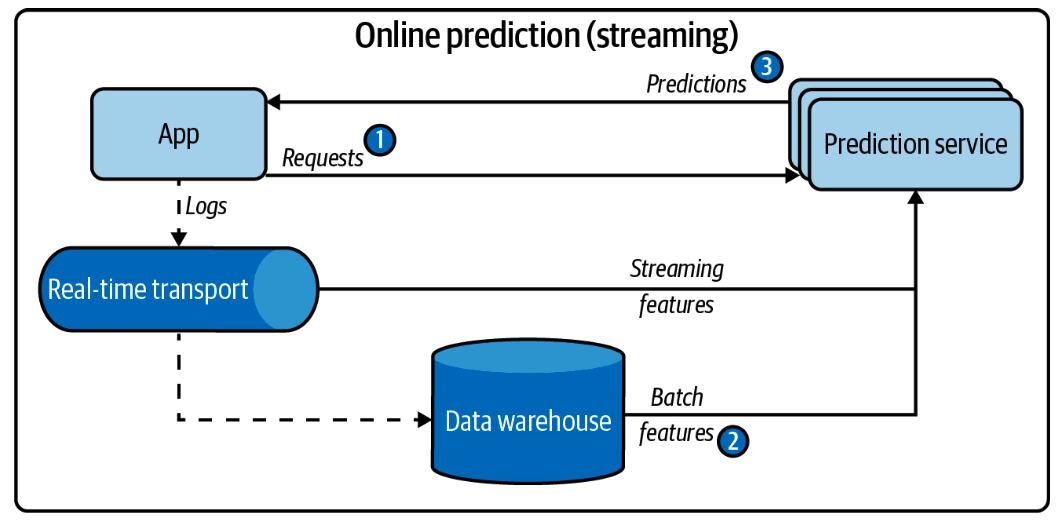 Online prediction (streaming)
Predictions
3
App
Requests
1
Prediction service
Logs
Real-time transport
Streaming
features
Data warehouse
Batch
features
2